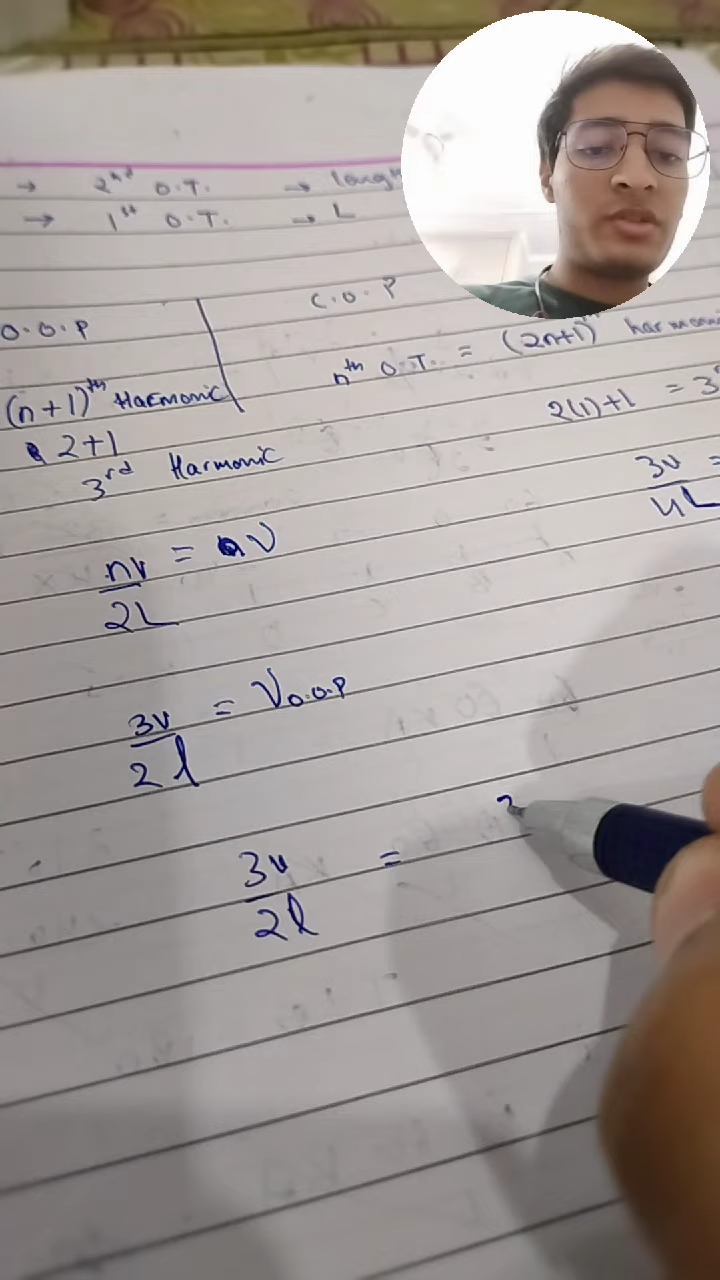 → 2nd O.T. → length
→ 1st O.T. → L
O.O.P
C.O.P
(n+1)th Harmonic
nth O.T. = (2n+1)th harmonic
2+1
2(1)+1 = 3
3rd Harmonic
3v/4L =
nv/2L = ν
3v/2l = νO.O.P
3v/2l =